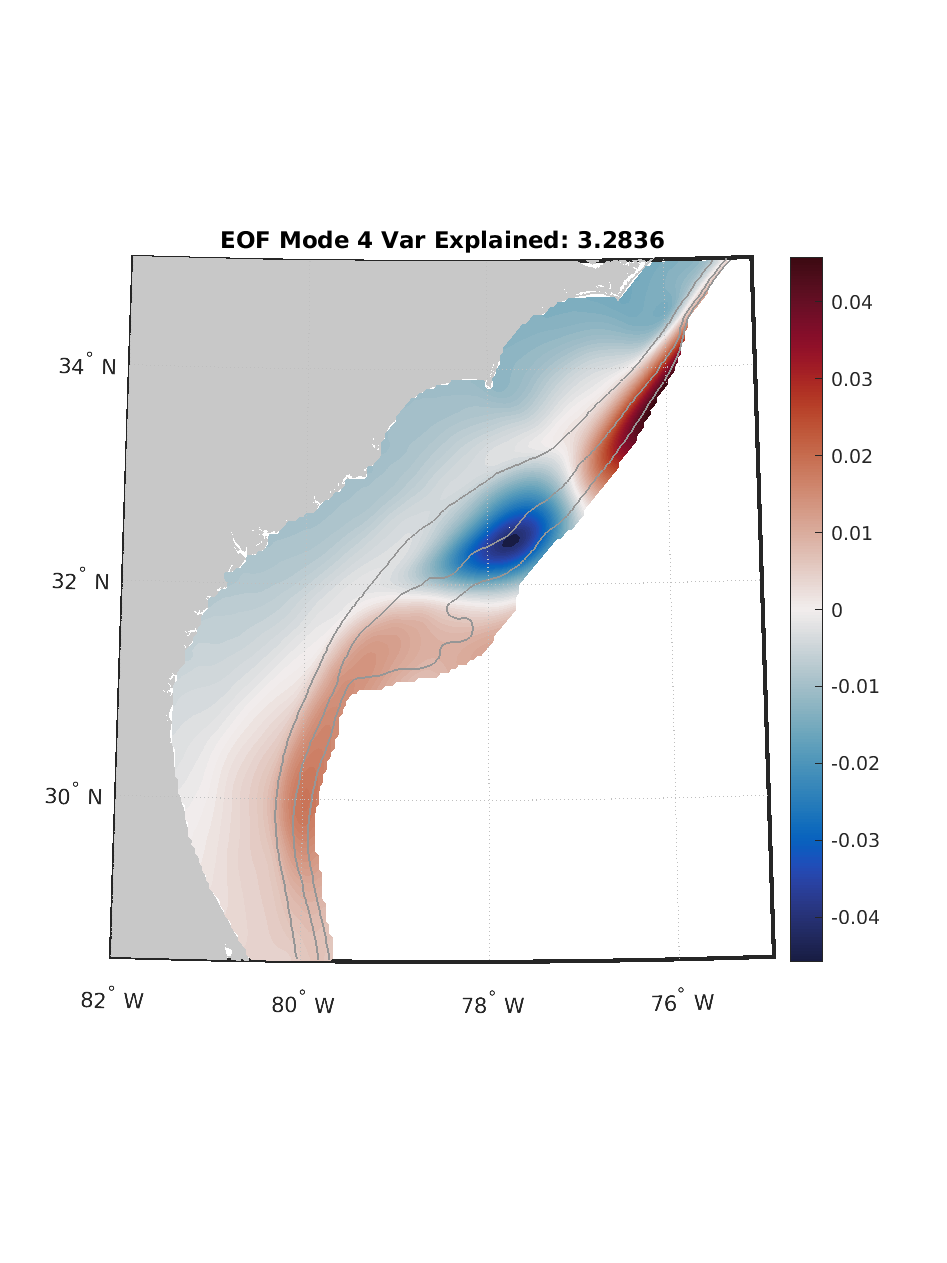 EOF Mode 4 Var Explained: 3.2836
34° N
32° N
30° N
82° W
80° W
78° W
76° W
0.04
0.03
0.02
0.01
0
-0.01
-0.02
-0.03
-0.04